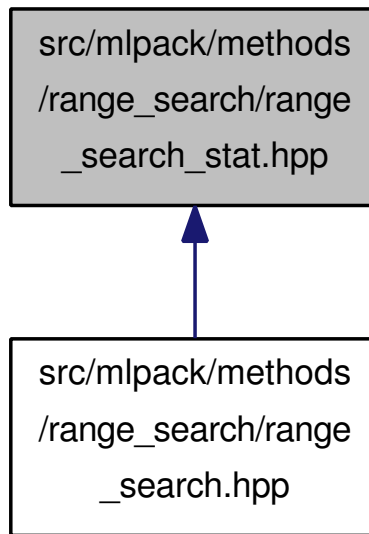 src/mlpack/methods
/range_search/range
_search_stat.hpp
src/mlpack/methods
/range_search/range
_search.hpp